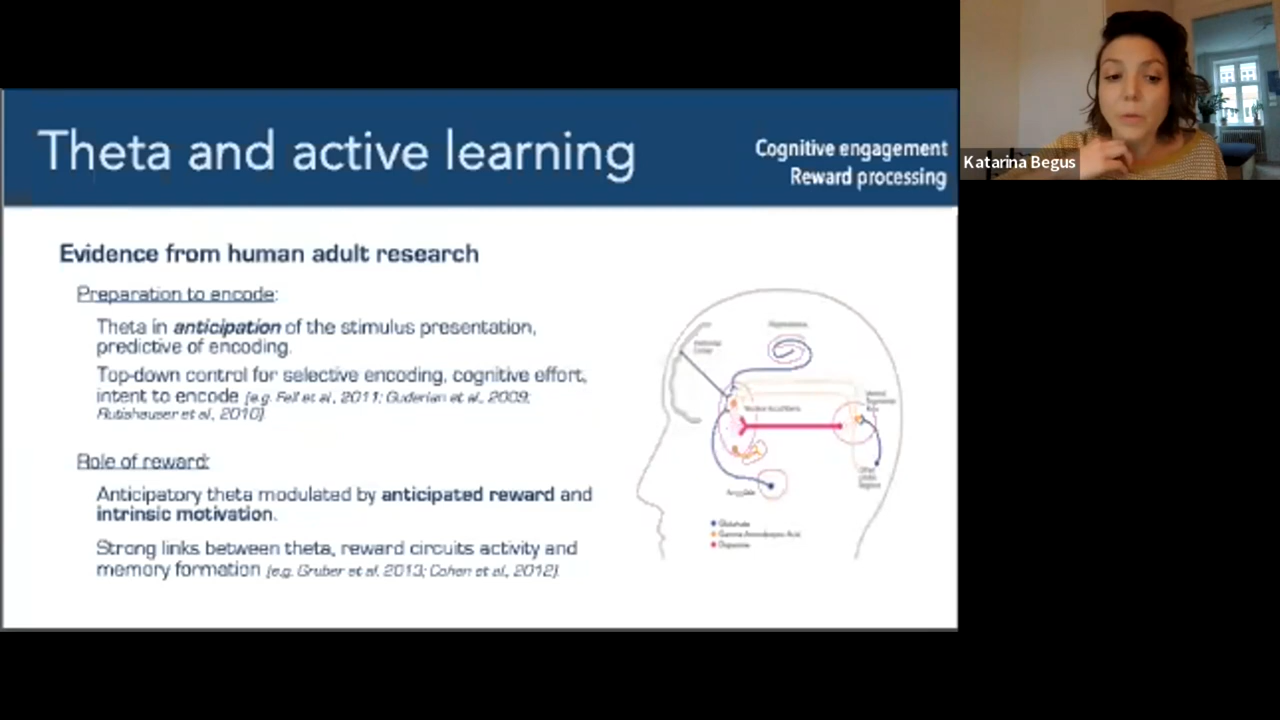 Theta and active learning
Cognitive engagement
Reward processing
Katarina Begus
Evidence from human adult research
Preparation to encode:
Theta in anticipation of the stimulus presentation,
predictive of encoding.
Top-down control for selective encoding, cognitive effort,
intent to encode [e.g. Fell et al., 2011; Guderian et al., 2009;
Rutishauser et al., 2010]
Role of reward:
Anticipatory theta modulated by anticipated reward and
intrinsic motivation.
Strong links between theta, reward circuits activity and
memory formation [e.g. Gruber et al. 2013; Cohen et al., 2012].
Amygdala
Glutamate
Dopamine